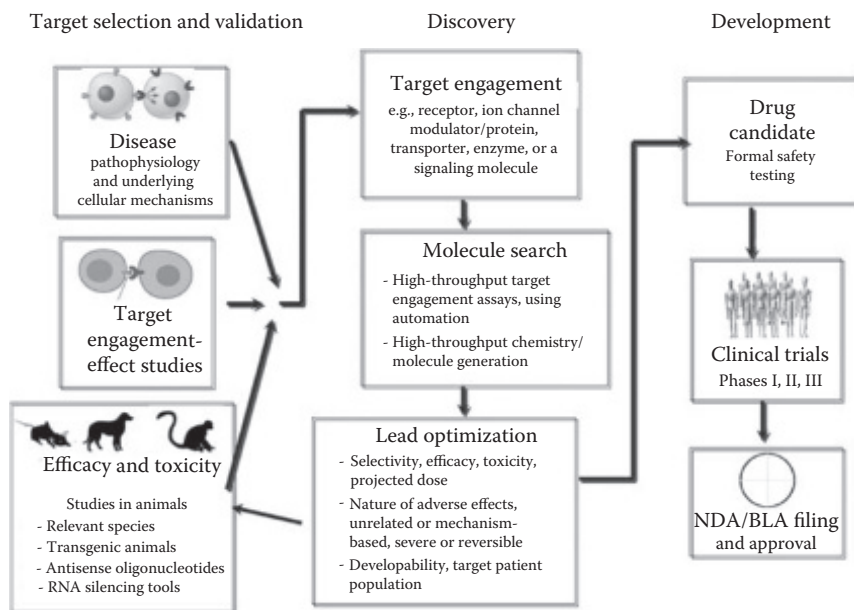 Target selection and validation
Discovery
Development
Disease
pathophysiology
and underlying
cellular mechanisms
Target
engagement-
effect studies
Efficacy and toxicity
Studies in animals
- Relevant species
- Transgenic animals
- Antisense oligonucleotides
- RNA silencing tools
Target engagement
e.g., receptor, ion channel
modulator/protein,
transporter, enzyme, or a
signaling molecule
Molecule search
- High-throughput target
engagement assays, using
automation
- High-throughput chemistry/
molecule generation
Lead optimization
- Selectivity, efficacy, toxicity,
projected dose
- Nature of adverse effects,
unrelated or mechanism-
based, severe or reversible
- Developability, target patient
population
Drug
candidate
Formal safety
testing
Clinical trials
Phases I, II, III
NDA/BLA filing
and approval